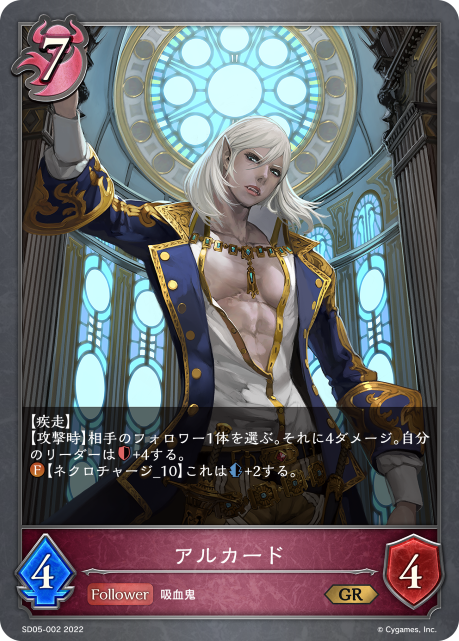 7
【疾走】
【攻撃時】相手のフォロワー1体を選ぶ。それに4ダメージ。自分
のリーダーは+4する。
F【ネクロチャージ_10】これは+2する。
アルカード
4
Follower 吸血鬼
GR
4
SD05-002 2022
© Cygames, Inc.